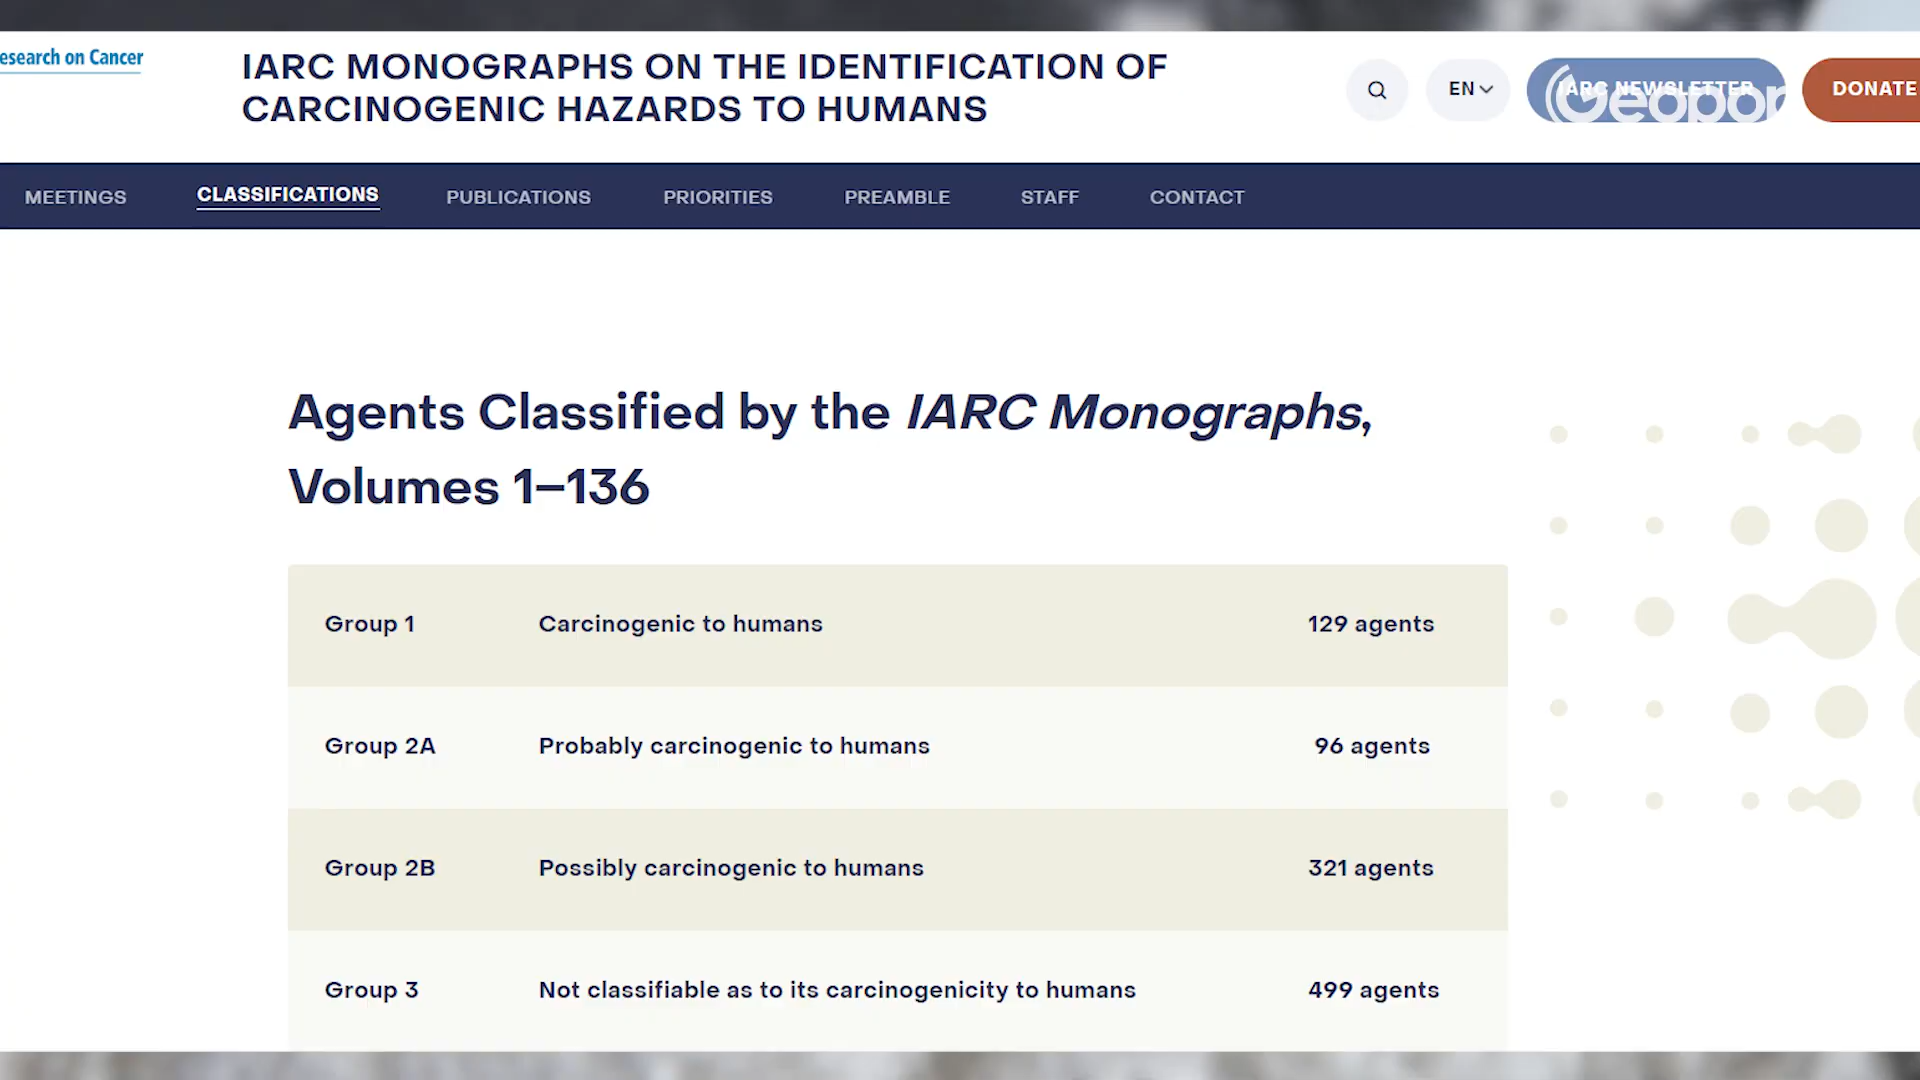 esearch on Cancer
IARC MONOGRAPHS ON THE IDENTIFICATION OF
CARCINOGENIC HAZARDS TO HUMANS
EN
IARC NEWSLETTER
Geopop
DONATE
MEETINGS
CLASSIFICATIONS
PUBLICATIONS
PRIORITIES
PREAMBLE
STAFF
CONTACT
Agents Classified by the IARC Monographs,
Volumes 1–136
Group 1 Carcinogenic to humans 129 agents
Group 2A Probably carcinogenic to humans 96 agents
Group 2B Possibly carcinogenic to humans 321 agents
Group 3 Not classifiable as to its carcinogenicity to humans 499 agents